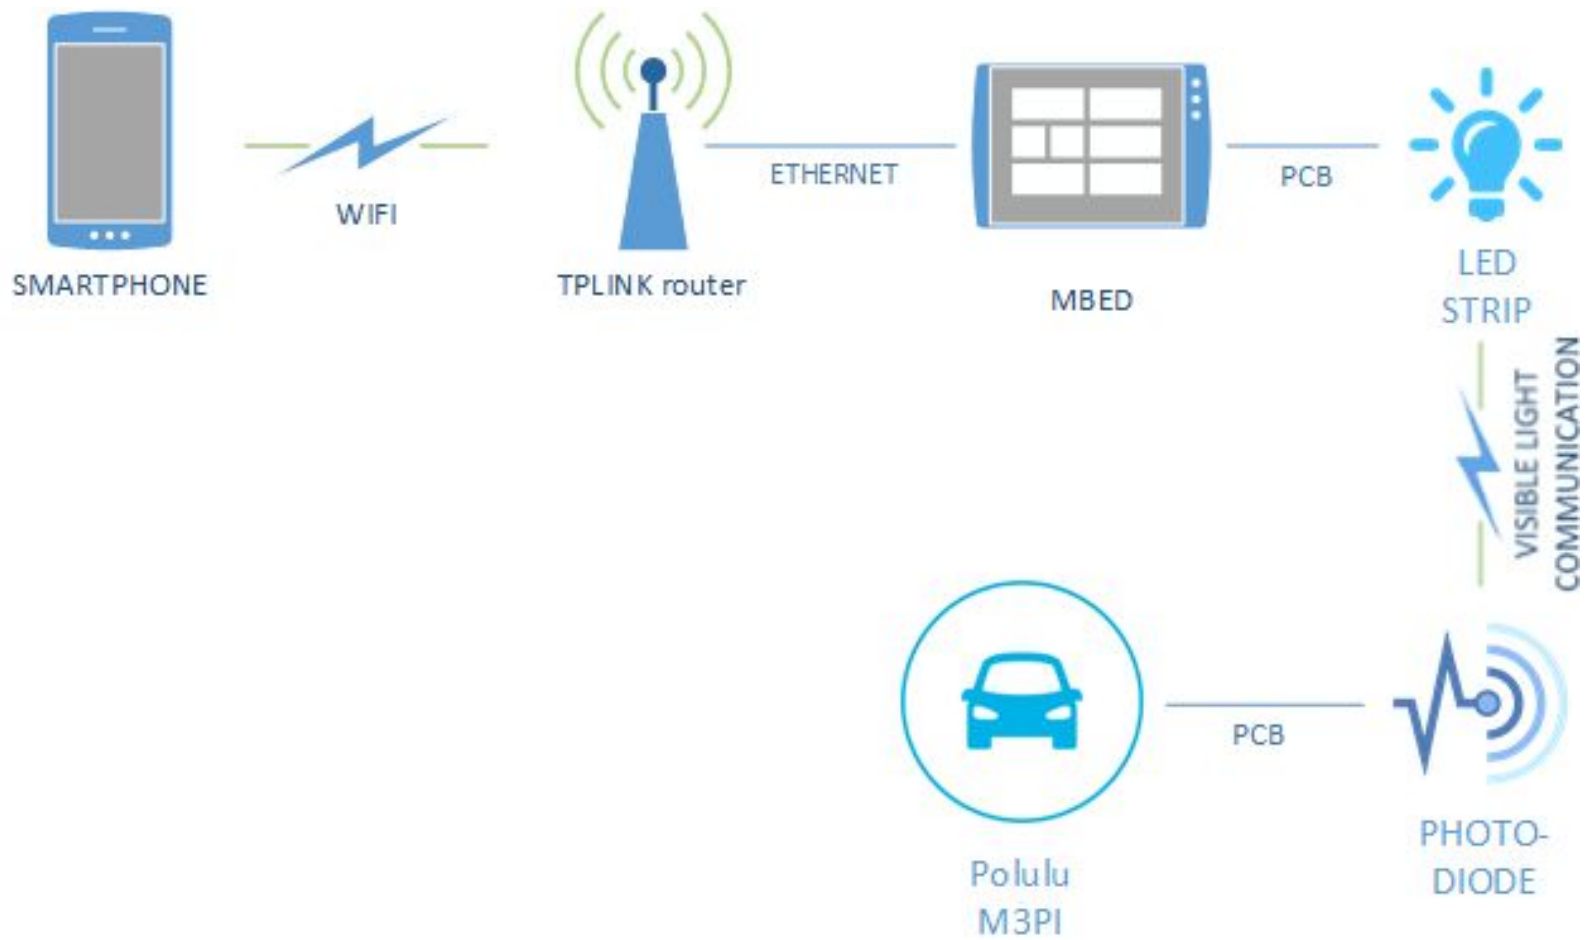 WIFI
ETHERNET
PCB
SMARTPHONE
TPLINK router
MBED
LED
STRIP
VISIBLE LIGHT
COMMUNICATION
PCB
Polulu
M3PI
PHOTO-
DIODE